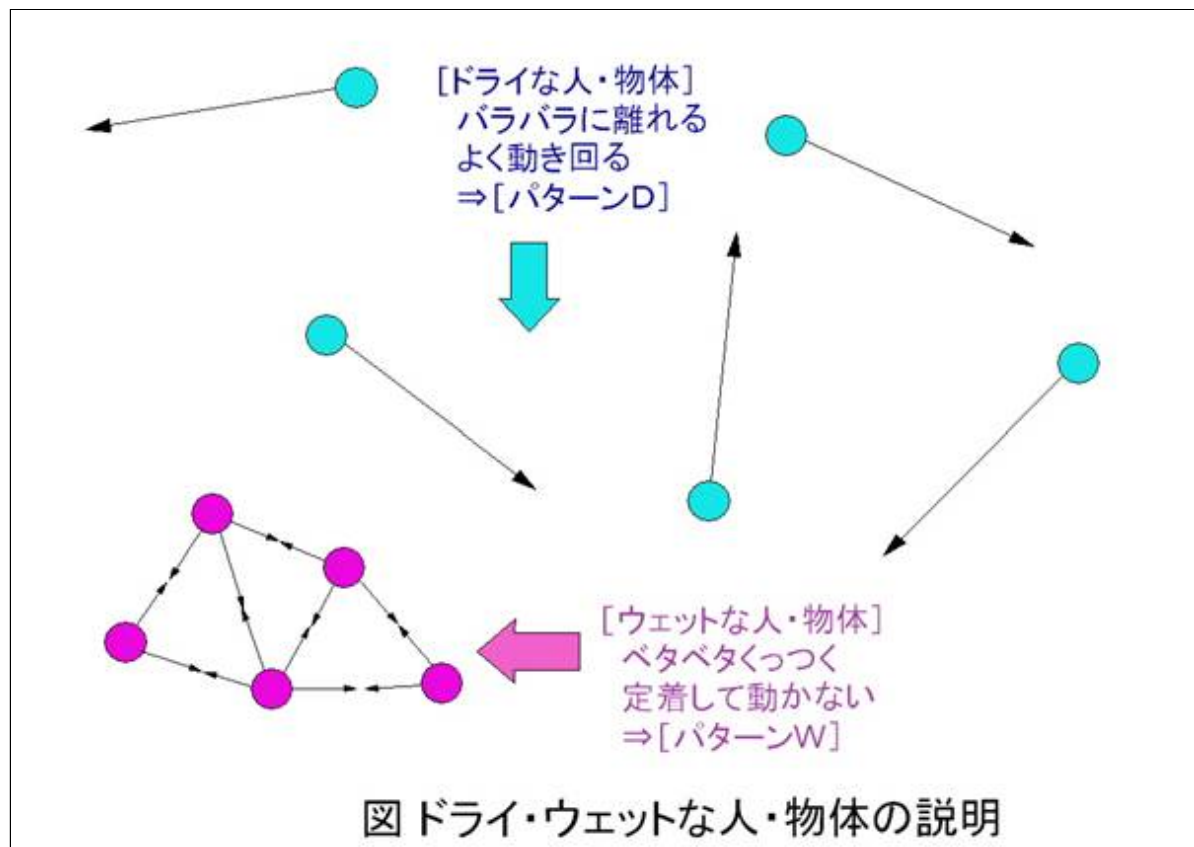 [ドライな人・物体]
バラバラに離れる
よく動き回る
⇒[パターンD]
[ウェットな人・物体]
ベタベタくっつく
定着して動かない
⇒[パターンW]
図 ドライ・ウェットな人・物体の説明